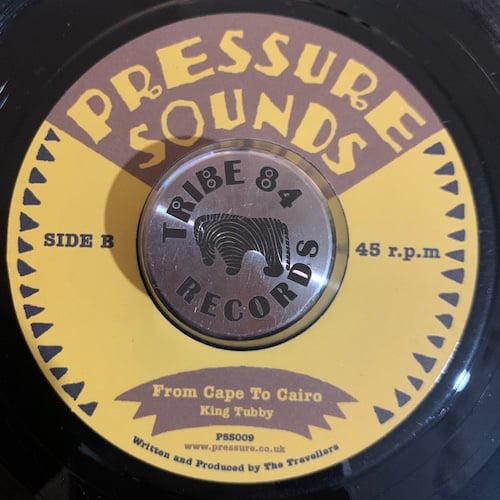 PRESSURE
SOUNDS
TRIBE 84
RECORDS
SIDE B
45 r.p.m
From Cape To Cairo
King Tubby
PSS009
www.pressure.co.uk
Written and Produced by The Travellers